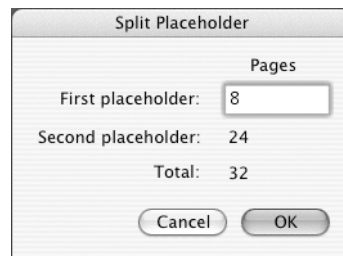 Split Placeholder
Pages
First placeholder: 8
Second placeholder: 24
Total: 32
Cancel OK